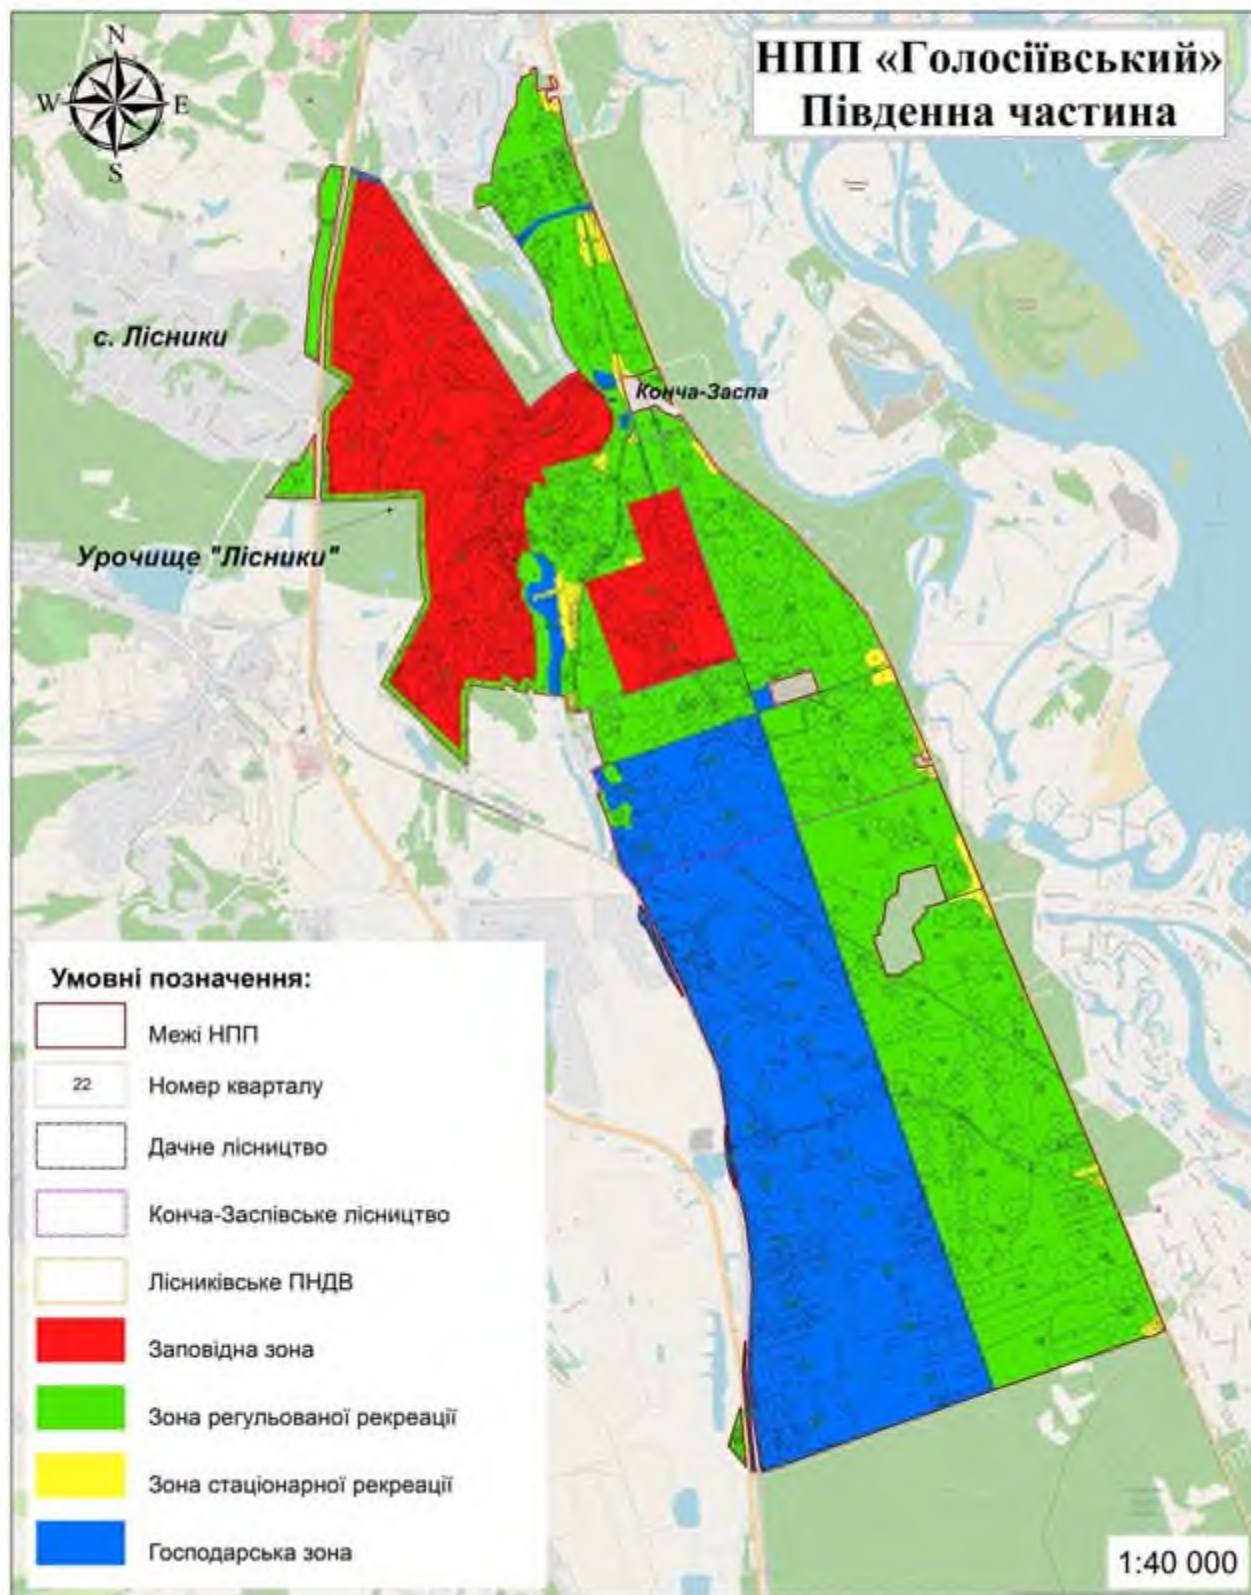 НПП «Голосіївський»
Південна частина
N
W
E
S
с. Лісники
Конча-Заспа
Урочище "Лісники"
Умовні позначення:
Межі НПП
22
Номер кварталу
Дачне лісництво
Конча-Заспівське лісництво
Лісниківське ПНДВ
Заповідна зона
Зона регульованої рекреації
Зона стаціонарної рекреації
Господарська зона
1:40 000